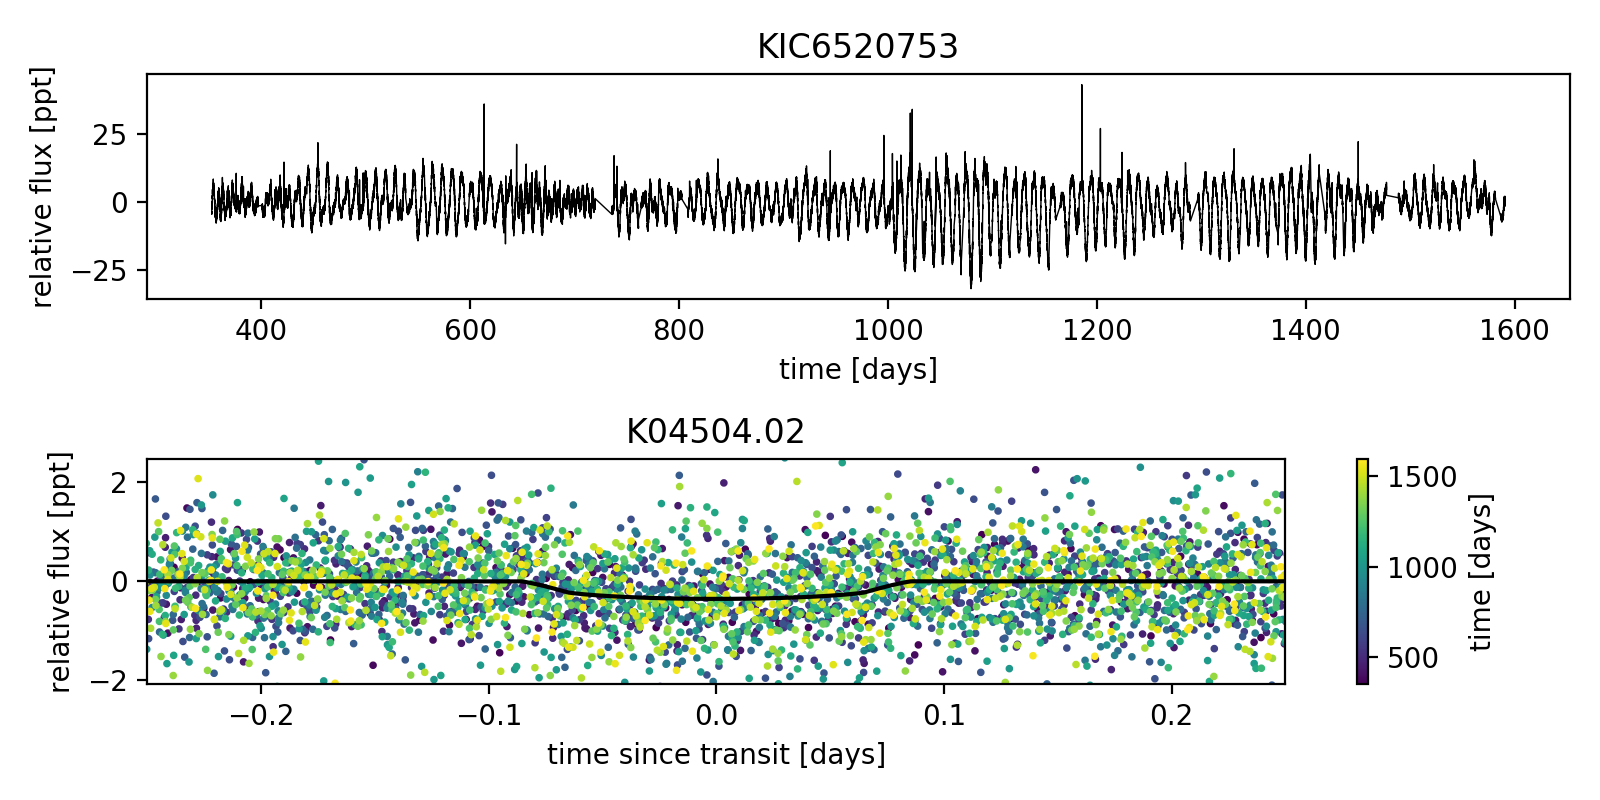 KIC6520753
relative flux [ppt]
25
0
−25
400 600 800 1000 1200 1400 1600
time [days]
K04504.02
relative flux [ppt]
2
0
−2
−0.2 −0.1 0.0 0.1 0.2
time since transit [days]
1500
1000
500
time [days]